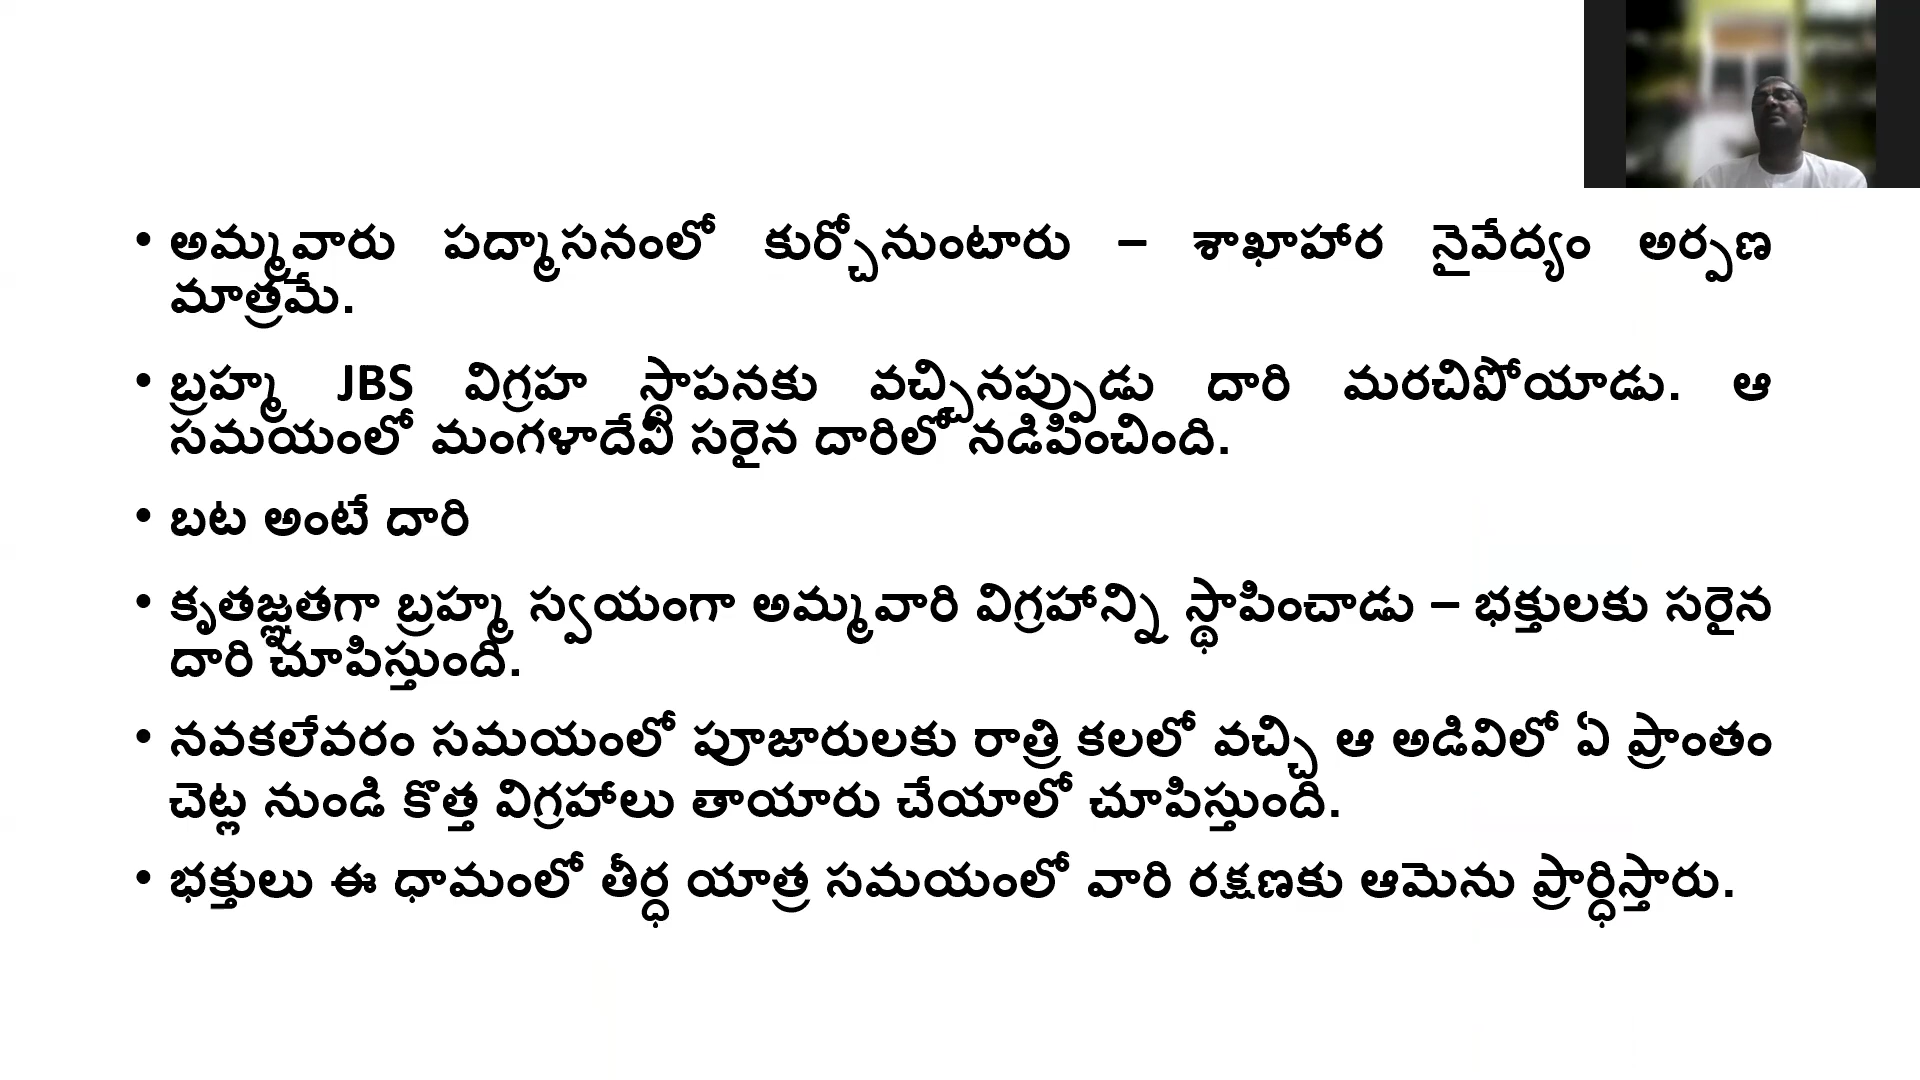 • అమ్మవారు పద్మాసనంలో కుర్చోనుంటారు – శాఖాహార నైవేద్యం అర్పణ
మాత్రమే.
• బ్రహ్మ JBS విగ్రహ స్థాపనకు వచ్చినప్పుడు దారి మరచిపోయాడు. ఆ
సమయంలో మంగళాదేవి సరైన దారిలో నడిపించింది.
• బట అంటే దారి
• కృతజ్ఞతగా బ్రహ్మ స్వయంగా అమ్మవారి విగ్రహాన్ని స్థాపించాడు – భక్తులకు సరైన
దారి చూపిస్తుంది.
• నవకలేవరం సమయంలో పూజారులకు రాత్రి కలలో వచ్చి ఆ అడివిలో ఏ ప్రాంతం
చెట్ల నుండి కొత్త విగ్రహాలు తాయారు చేయాలో చూపిస్తుంది.
• భక్తులు ఈ ధామంలో తీర్ధ యాత్ర సమయంలో వారి రక్షణకు ఆమెను ప్రార్ధిస్తారు.